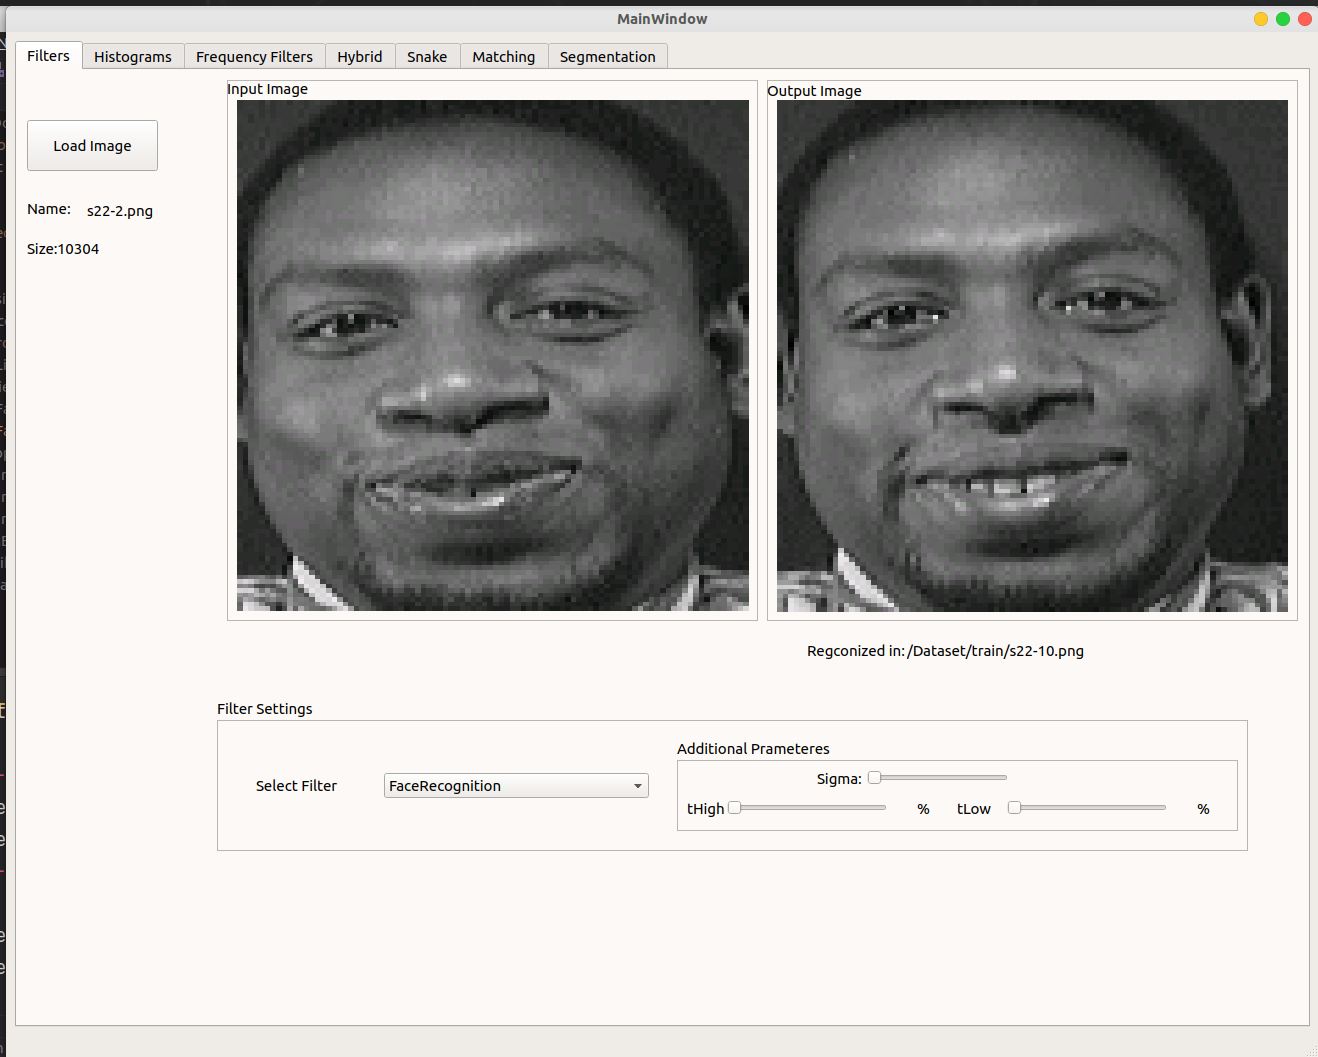 MainWindow
Filters Histograms Frequency Filters Hybrid Snake Matching Segmentation
Input Image
Output Image
Load Image
Name: s22-2.png
Size:10304
Regconized in:/Dataset/train/s22-10.png
Filter Settings
Additional Prameteres
Select Filter FaceRecognition
Sigma:
tHigh % tLow %